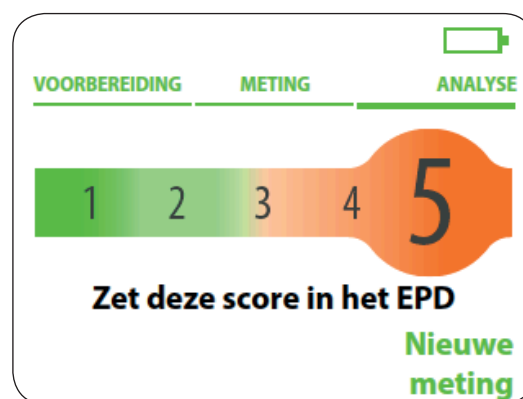 VOORBEREIDING METING ANALYSE
1 2 3 4 5
Zet deze score in het EPD
Nieuwe
meting